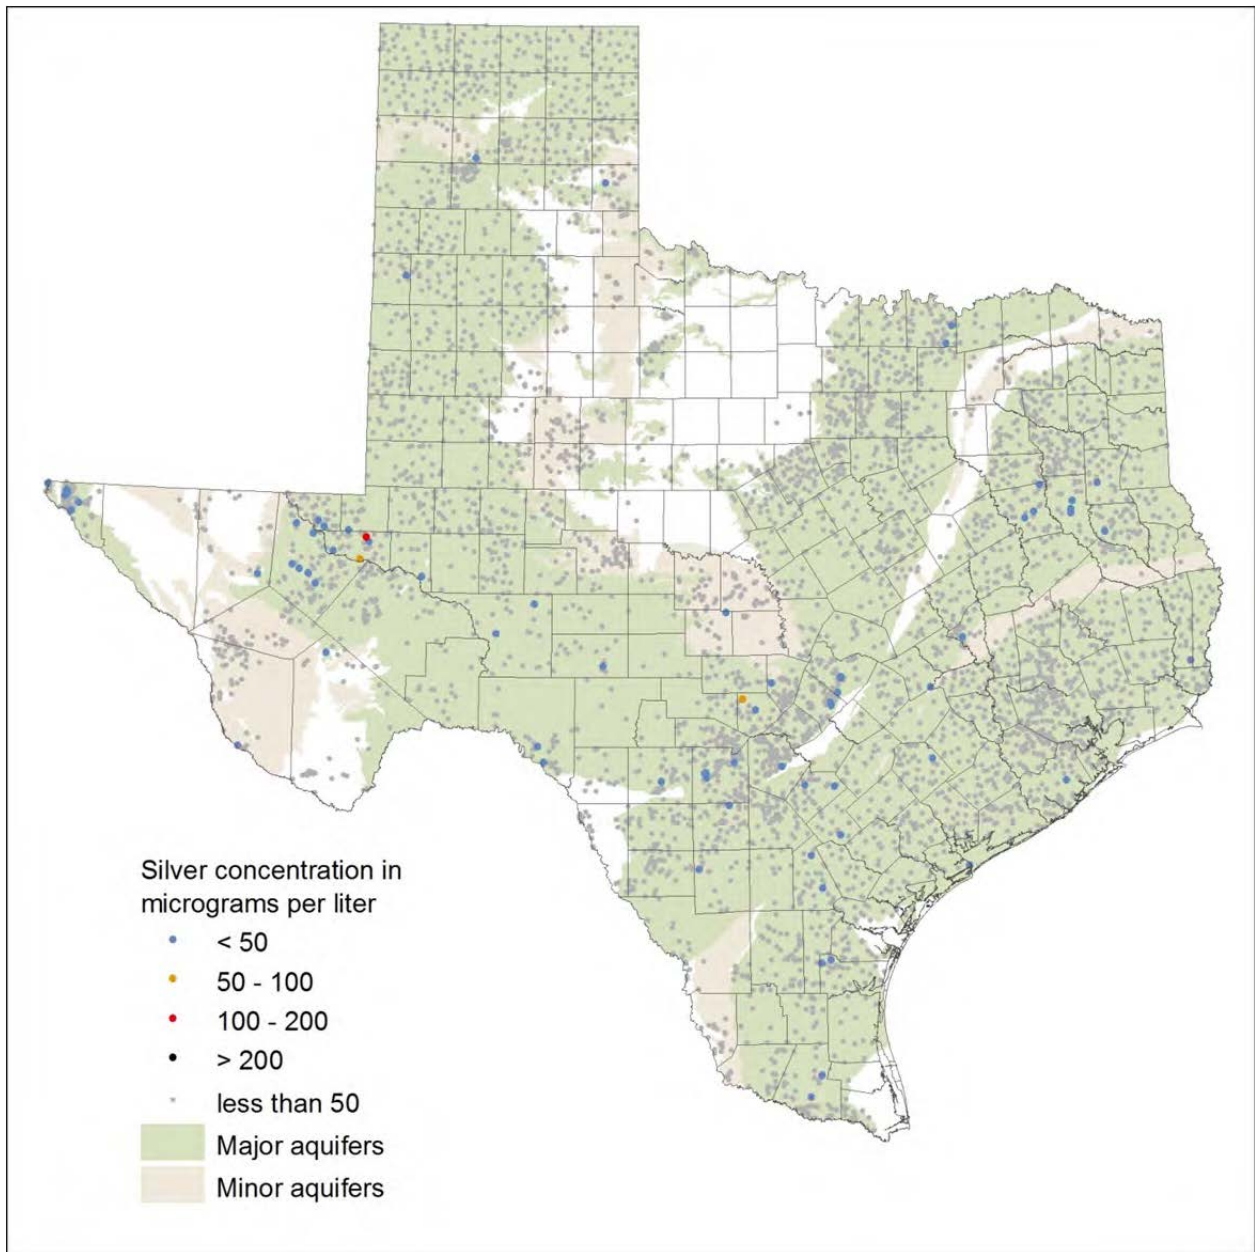 Silver concentration in
micrograms per liter
< 50
50 - 100
100 - 200
> 200
less than 50
Major aquifers
Minor aquifers